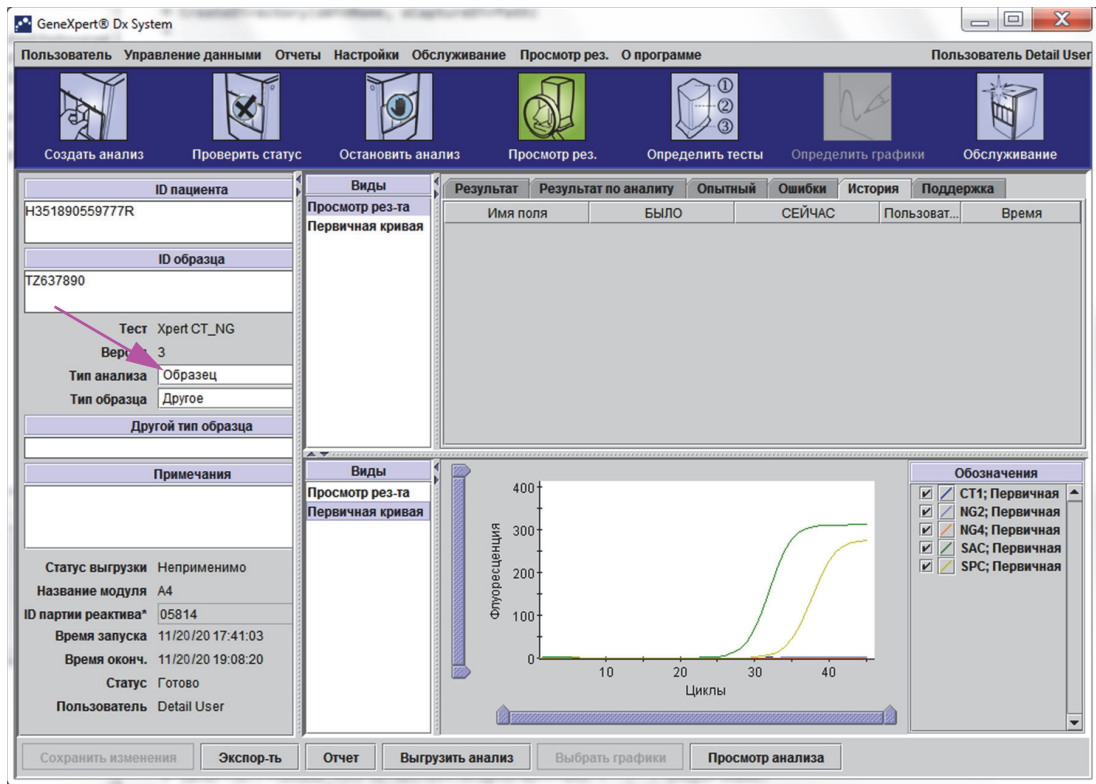 GeneXpert® Dx System
Пользователь Управление данными Отчеты Настройки Обслуживание Просмотр рез. О программе Пользователь Detail User
① ② ③
Создать анализ Проверить статус Остановить анализ Просмотр рез. Определить тесты Определить графики Обслуживание
ID пациента
H351890559777R
ID образца
TZ637890
Тест Xpert CT_NG
3
Тип анализа Образец
Тип образца Другое
Другой тип образца
Примечания
Статус выгрузки Неприменимо
Название модуля A4
ID партии реактива* 05814
Время запуска 11/20/20 17:41:03
Время оконч. 11/20/20 19:08:20
Статус Готово
Пользователь Detail User
Виды
Просмотр рез-та
Первичная кривая
Результат Результат по аналиту Опытный Ошибки История Поддержка
Имя поля БЫЛО СЕЙЧАС Пользоват... Время
Виды
Просмотр рез-та
Первичная кривая
Флуоресценция
400
300
200
100
0
10 20 30 40
Циклы
Обозначения
CT1; Первичная
NG2; Первичная
NG4; Первичная
SAC; Первичная
SPC; Первичная
Сохранить изменения Экспор-ть Отчет Выгрузить анализ Выбрать графики Просмотр анализа